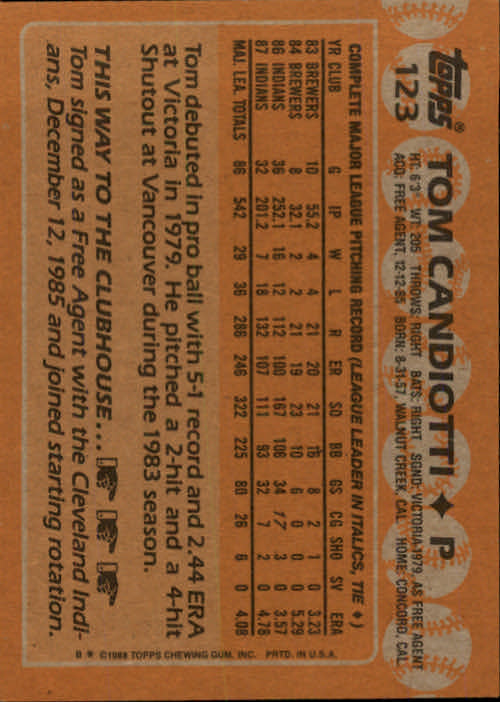 Topps®
123
TOM CANDIOTTI ♦ P
HT: 6'3" WT: 205 THROWS: RIGHT BATS: RIGHT SGND: VICTORIA 1979 AS FREE AGENT
ACQ: FREE AGENT, 12-12-85 BORN: 8-31-57, WALNUT CREEK, CAL. HOME: CONCORD, CAL.
COMPLETE MAJOR LEAGUE PITCHING RECORD (LEAGUE LEADER IN ITALICS, TIE ♦)
YR CLUB G IP W L R ER SO BB GS CG SHO SV ERA
83 BREWERS 10 55.2 4 4 21 20 21 16 8 2 1 0 3.23
84 BREWERS 8 32.1 2 2 21 19 23 10 6 0 0 0 5.29
86 INDIANS 36 252.1 16 12 112 100 167 106 34 17 3 0 3.57
87 INDIANS 32 201.2 7 18 132 107 111 93 32 7 2 0 4.78
MAJ. LEA. TOTALS 86 542 29 36 286 246 322 225 80 26 6 0 4.08
Tom debuted in pro ball with 5-1 record and 2.44 ERA
at Victoria in 1979. He pitched a 2-hit and a 4-hit
Shutout at Vancouver during the 1983 season.
THIS WAY TO THE CLUBHOUSE...
Tom signed as a Free Agent with the Cleveland Indi-
ans, December 12, 1985 and joined starting rotation.
B * ©1988 TOPPS CHEWING GUM, INC. PRTD. IN U.S.A.